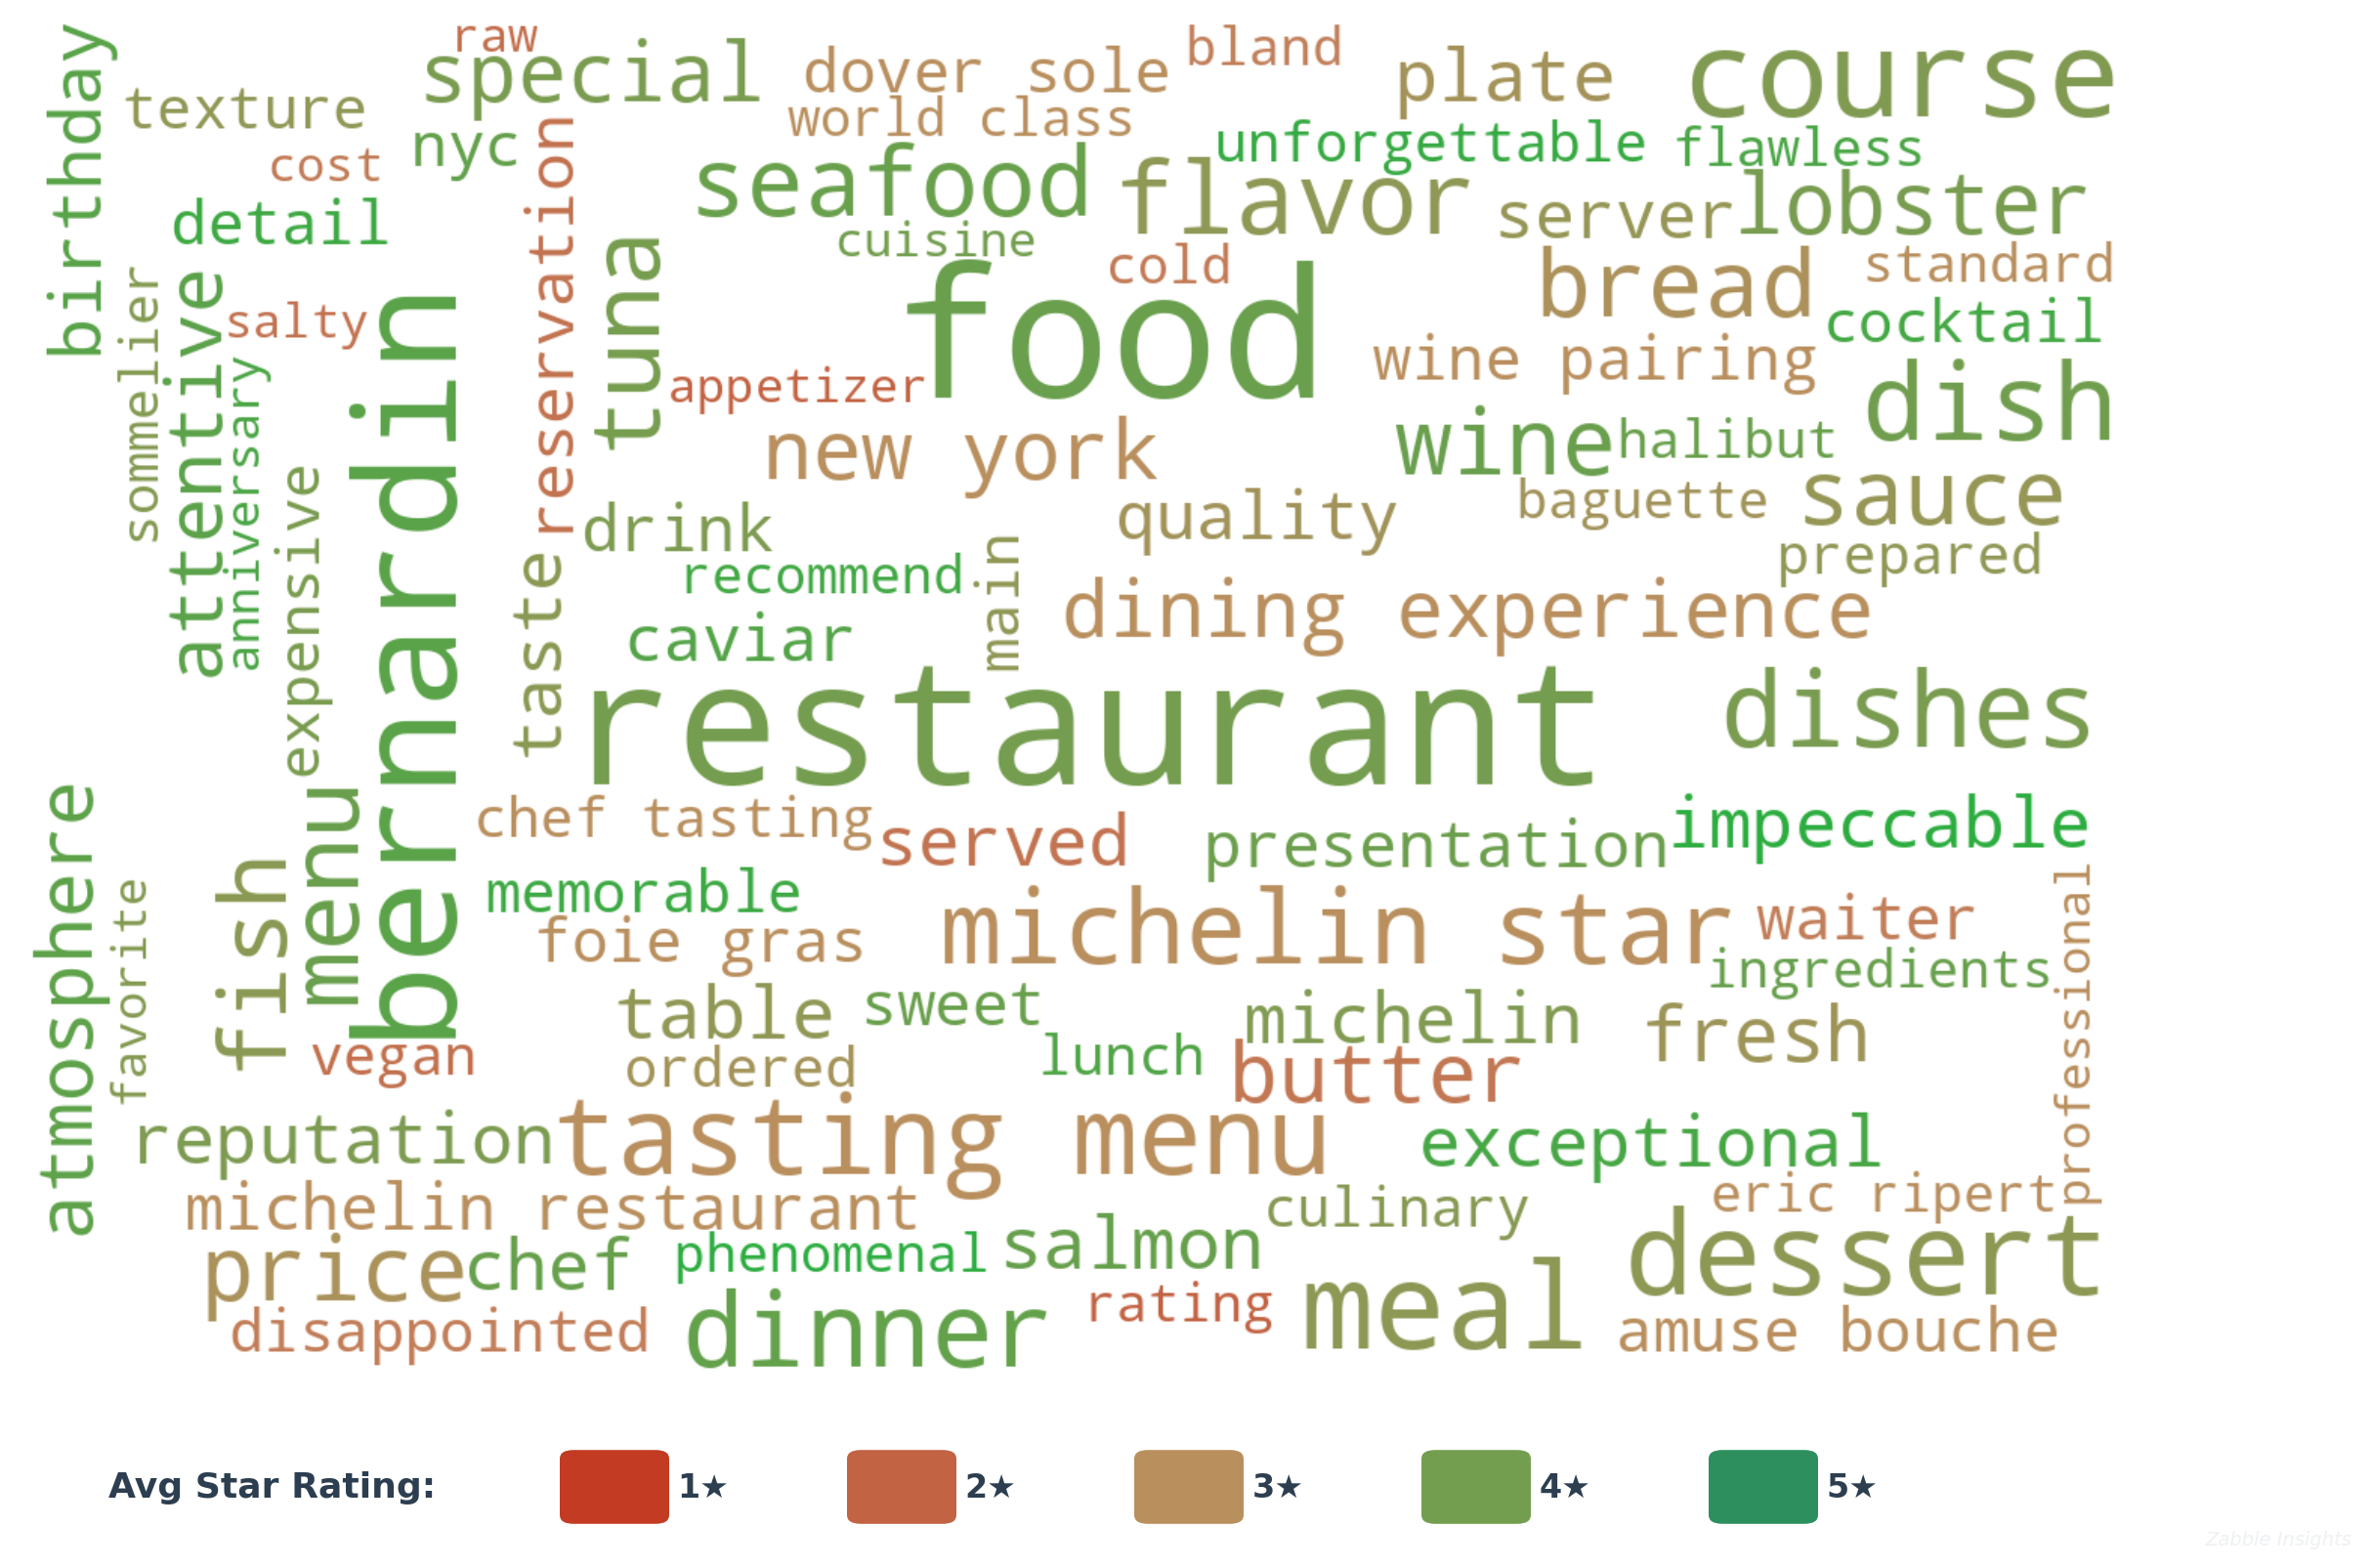 raw
special
dover sole
bland
plate
course
birthday
texture
world class
nyc
unforgettable
flawless
cost
reservation
seafood
flavor
server
lobster
detail
cuisine
cold
bread
standard
tuna
food
sommelier
attentive
salty
bernardin
cocktail
wine pairing
anniversary
appetizer
dish
new york
wine
halibut
expensive
drink
quality
baguette
sauce
main
prepared
taste
recommend
caviar
dining experience
restaurant
dishes
atmosphere
menu
chef tasting
served
presentation
impeccable
favorite
fish
memorable
foie gras
michelin star
waiter
professional
ingredients
table
sweet
michelin
fresh
vegan
ordered
lunch
butter
reputation
tasting menu
exceptional
michelin restaurant
culinary
eric ripert
price
chef
phenomenal
salmon
dessert
disappointed
dinner
rating
meal
amuse bouche
Avg Star Rating: 1★ 2★ 3★ 4★ 5★
Zabble Insights